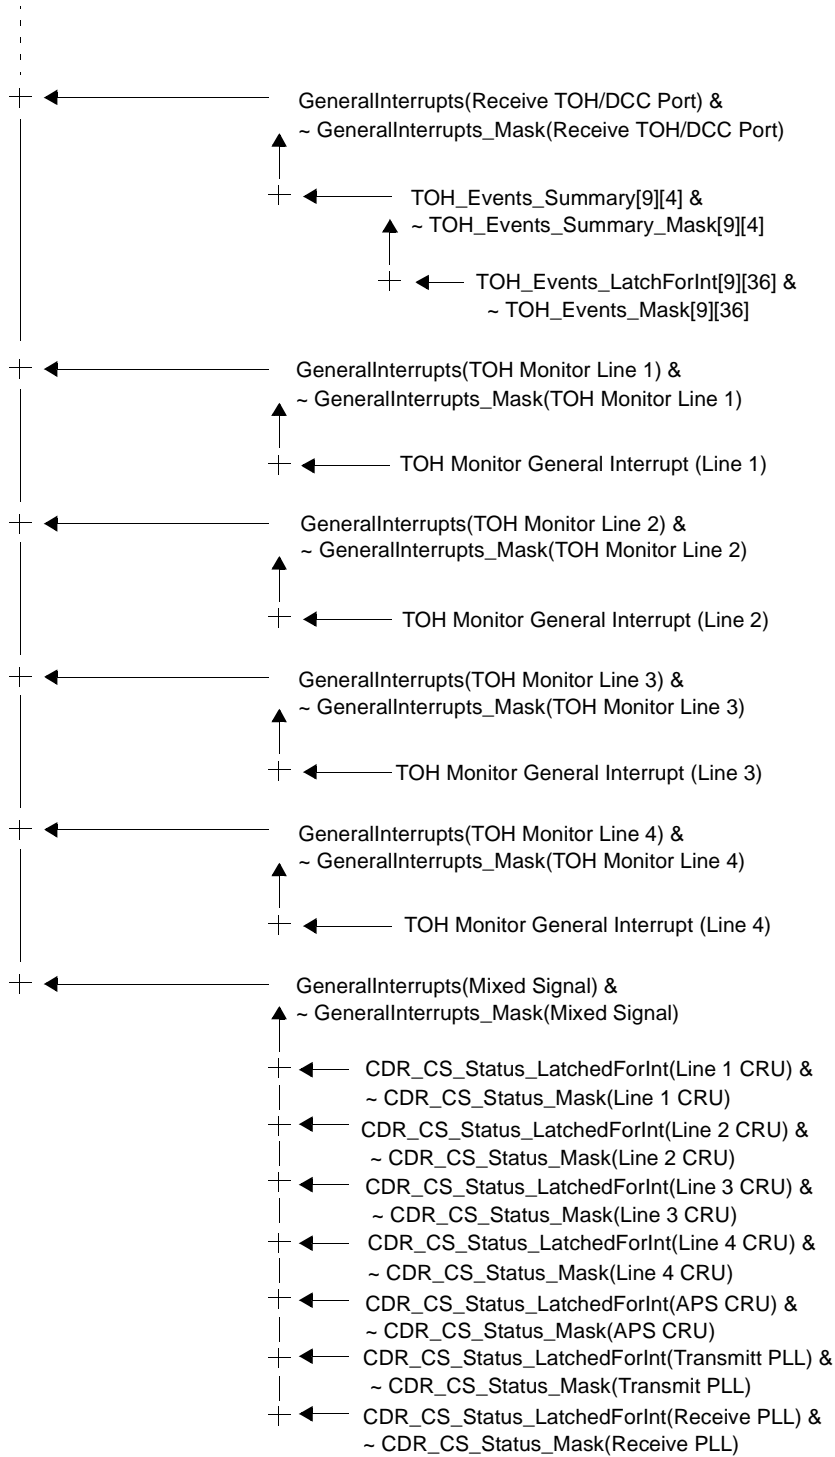 GeneralInterrupts(Receive TOH/DCC Port) &
~ GeneralInterrupts_Mask(Receive TOH/DCC Port)
TOH_Events_Summary[9][4] &
~ TOH_Events_Summary_Mask[9][4]
TOH_Events_LatchForInt[9][36] &
~ TOH_Events_Mask[9][36]
GeneralInterrupts(TOH Monitor Line 1) &
~ GeneralInterrupts_Mask(TOH Monitor Line 1)
TOH Monitor General Interrupt (Line 1)
GeneralInterrupts(TOH Monitor Line 2) &
~ GeneralInterrupts_Mask(TOH Monitor Line 2)
TOH Monitor General Interrupt (Line 2)
GeneralInterrupts(TOH Monitor Line 3) &
~ GeneralInterrupts_Mask(TOH Monitor Line 3)
TOH Monitor General Interrupt (Line 3)
GeneralInterrupts(TOH Monitor Line 4) &
~ GeneralInterrupts_Mask(TOH Monitor Line 4)
TOH Monitor General Interrupt (Line 4)
GeneralInterrupts(Mixed Signal) &
~ GeneralInterrupts_Mask(Mixed Signal)
CDR_CS_Status_LatchedForInt(Line 1 CRU) &
~ CDR_CS_Status_Mask(Line 1 CRU)
CDR_CS_Status_LatchedForInt(Line 2 CRU) &
~ CDR_CS_Status_Mask(Line 2 CRU)
CDR_CS_Status_LatchedForInt(Line 3 CRU) &
~ CDR_CS_Status_Mask(Line 3 CRU)
CDR_CS_Status_LatchedForInt(Line 4 CRU) &
~ CDR_CS_Status_Mask(Line 4 CRU)
CDR_CS_Status_LatchedForInt(APS CRU) &
~ CDR_CS_Status_Mask(APS CRU)
CDR_CS_Status_LatchedForInt(Transmitt PLL) &
~ CDR_CS_Status_Mask(Transmit PLL)
CDR_CS_Status_LatchedForInt(Receive PLL) &
~ CDR_CS_Status_Mask(Receive PLL)